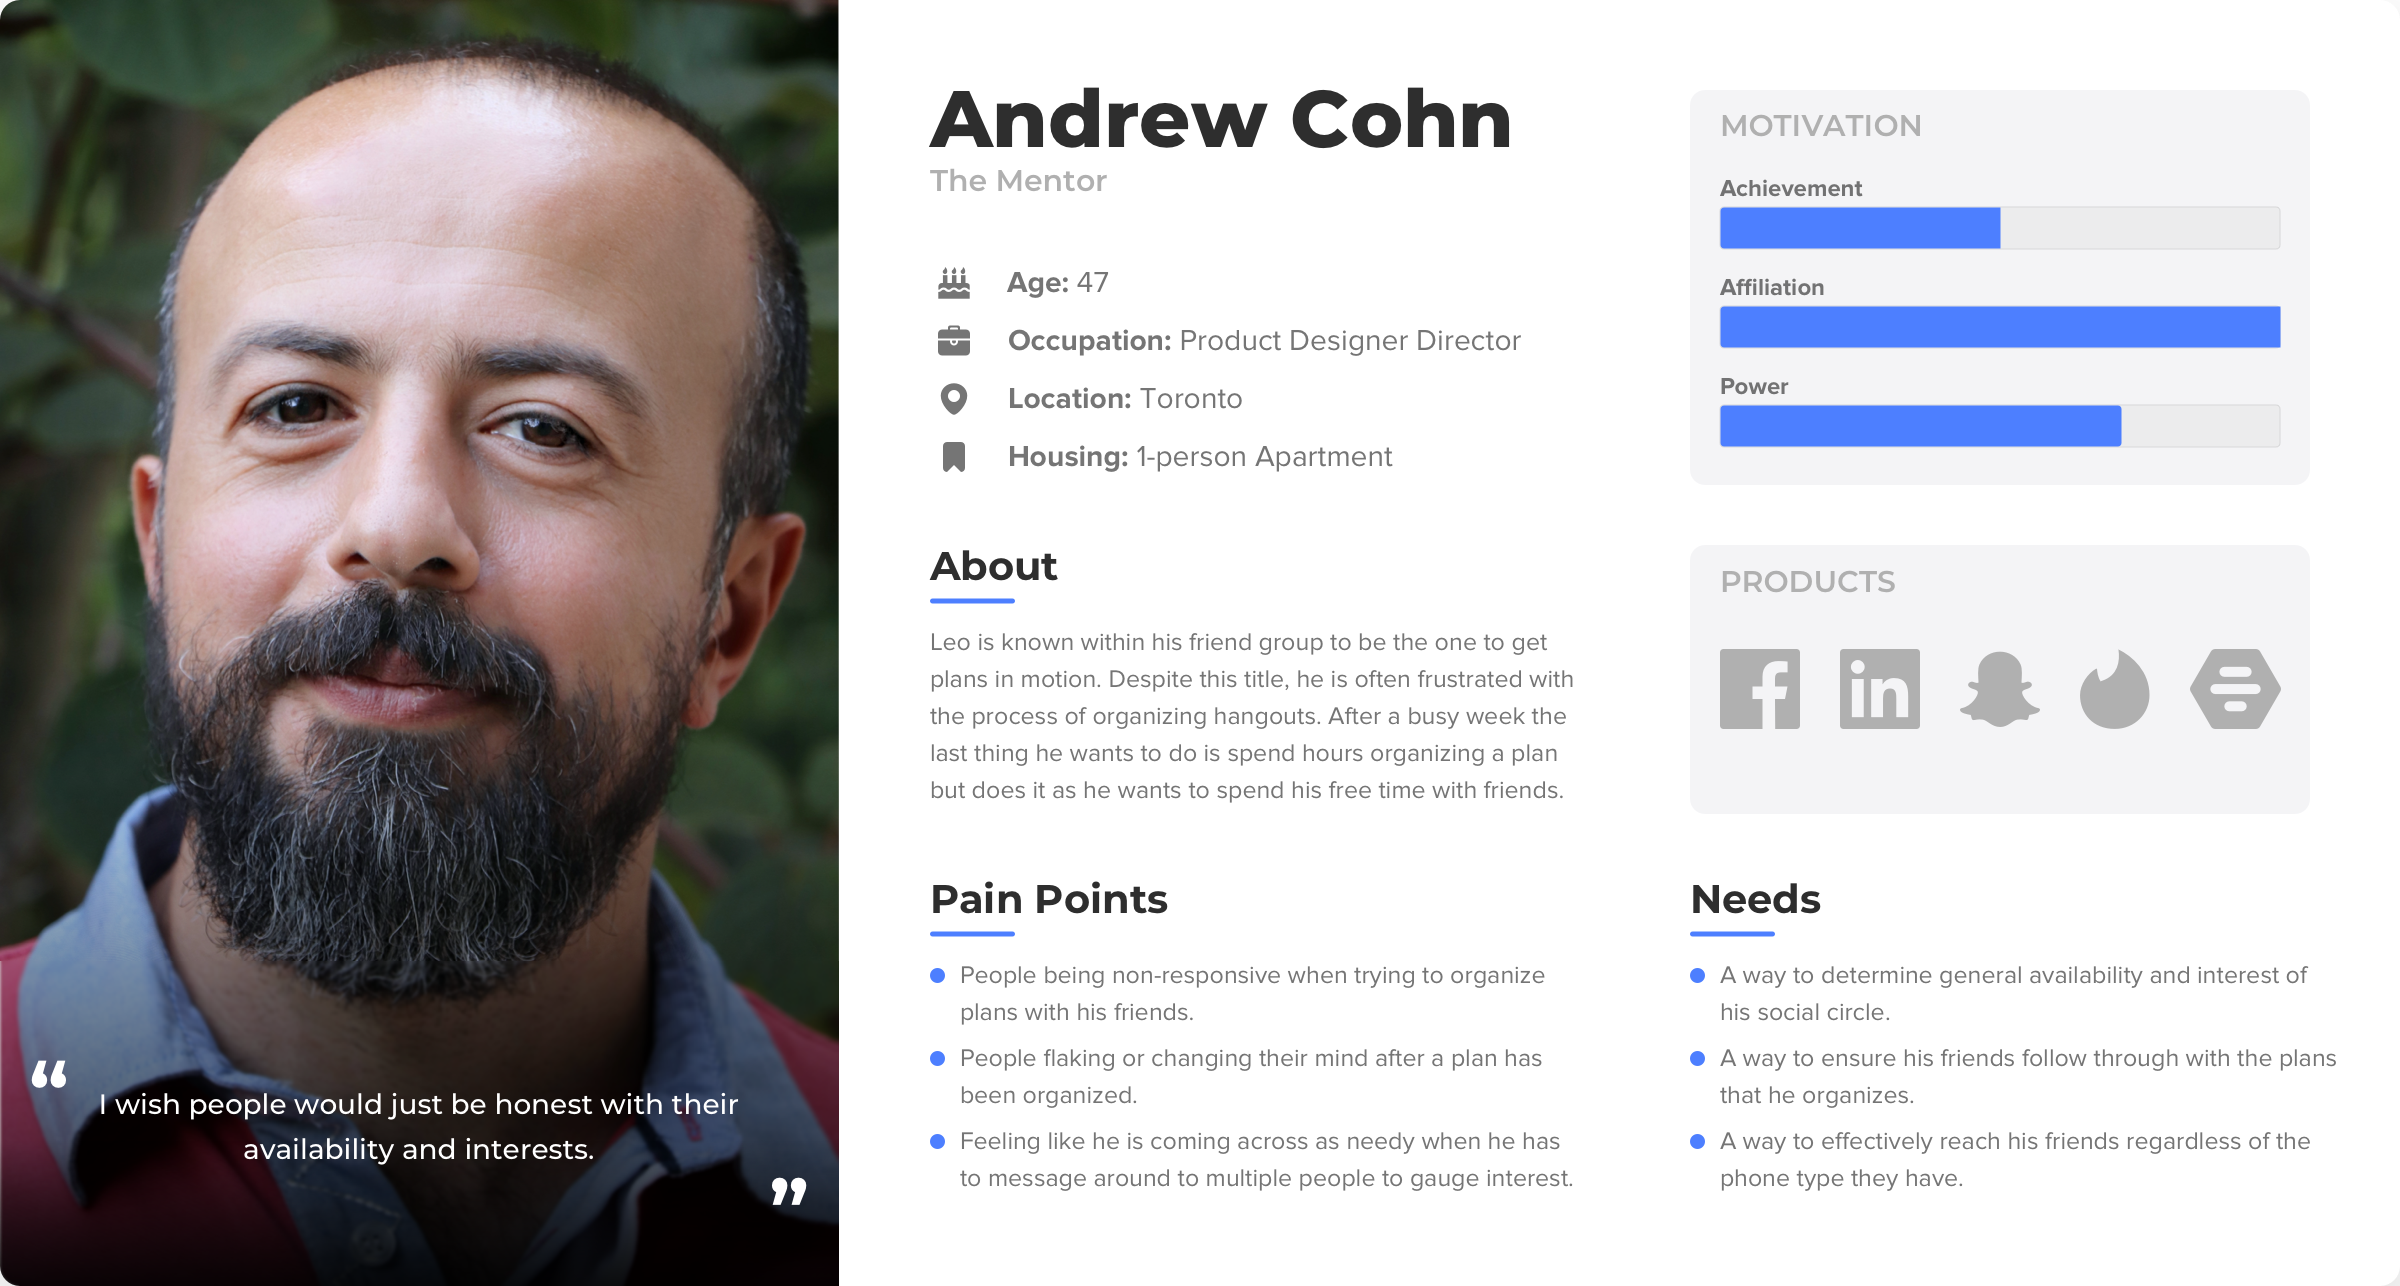 Andrew Cohn
The Mentor
Age: 47
Occupation: Product Designer Director
Location: Toronto
Housing: 1-person Apartment
MOTIVATION
Achievement
Affiliation
Power
About
Leo is known within his friend group to be the one to get
plans in motion. Despite this title, he is often frustrated with
the process of organizing hangouts. After a busy week the
last thing he wants to do is spend hours organizing a plan
but does it as he wants to spend his free time with friends.
PRODUCTS
f
in
Pain Points
People being non-responsive when trying to organize
plans with his friends.
People flaking or changing their mind after a plan has
been organized.
Feeling like he is coming across as needy when he has
to message around to multiple people to gauge interest.
Needs
A way to determine general availability and interest of
his social circle.
A way to ensure his friends follow through with the plans
that he organizes.
A way to effectively reach his friends regardless of the
phone type they have.
“
I wish people would just be honest with their
availability and interests.
”